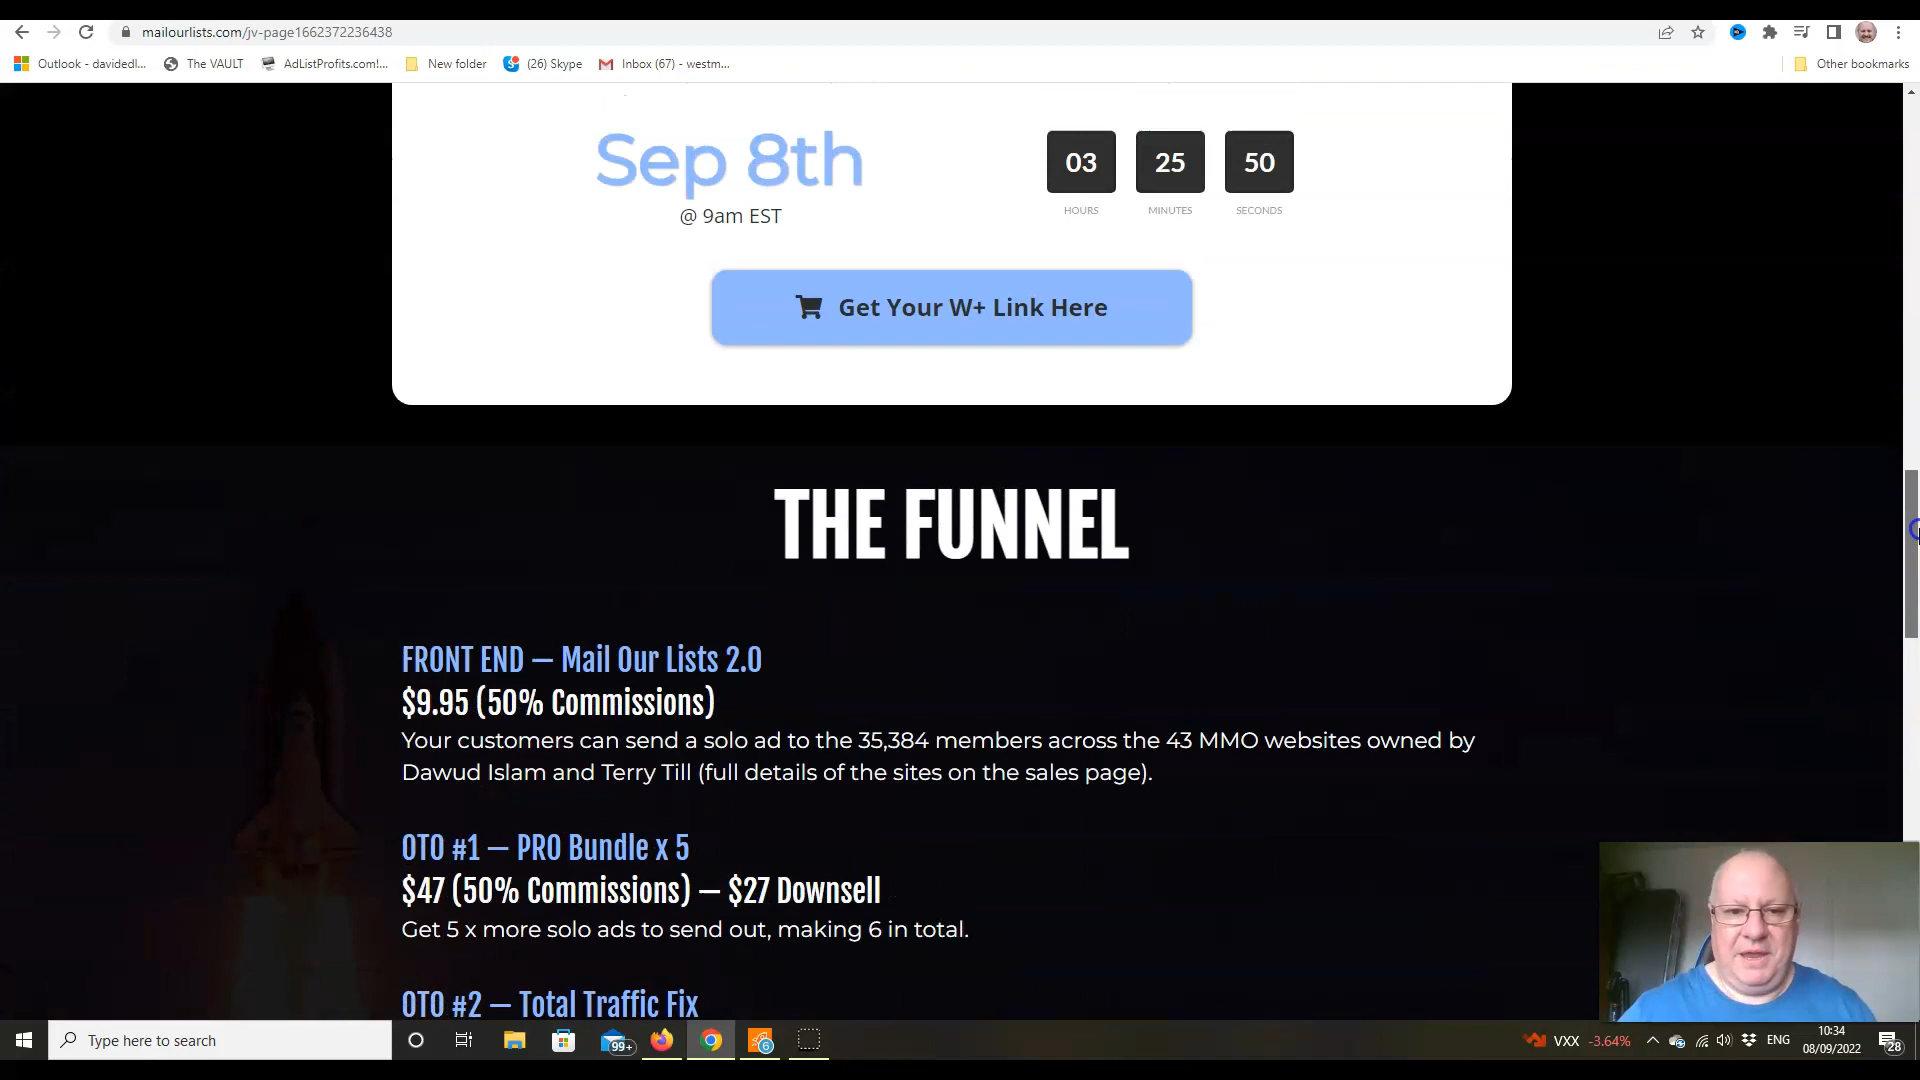 mailourlists.com/jv-page1662372236438
Outlook - davidedl...
The VAULT
AdListProfits.com!...
New folder
(26) Skype
Inbox (67) - westm...
Other bookmarks
Sep 8th
@ 9am EST
03 25 50
HOURS MINUTES SECONDS
Get Your W+ Link Here
THE FUNNEL
FRONT END — Mail Our Lists 2.0
$9.95 (50% Commissions)
Your customers can send a solo ad to the 35,384 members across the 43 MMO websites owned by
Dawud Islam and Terry Till (full details of the sites on the sales page).
OTO #1 — PRO Bundle x 5
$47 (50% Commissions) — $27 Downsell
Get 5 x more solo ads to send out, making 6 in total.
OTO #2 — Total Traffic Fix
Type here to search
99+
6
VXX -3.64%
ENG
10:34
08/09/2022
28